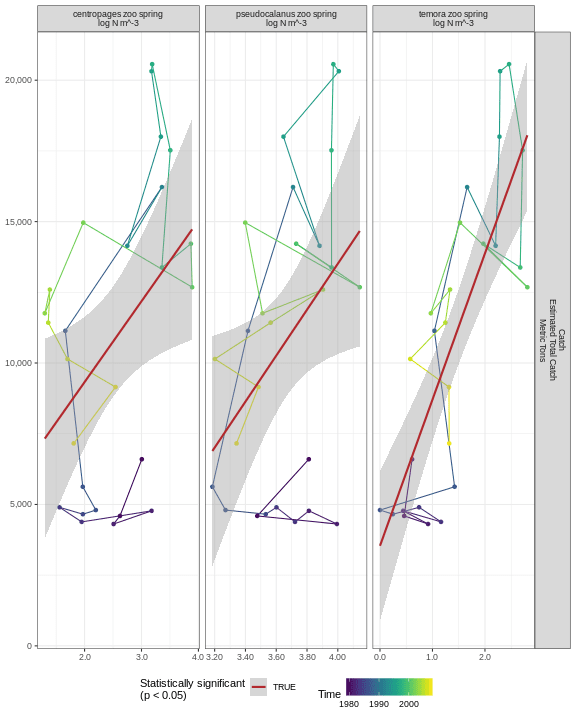 centropages zoo spring
log N m^-3
pseudocalanus zoo spring
log N m^-3
temora zoo spring
log N m^-3
20,000
15,000
10,000
5,000
0
Catch
Estimated Total Catch
Metric Tons
2.0 3.0 4.0
3.20 3.40 3.60 3.80 4.00
0.0 1.0 2.0
Statistically significant
(p < 0.05)
TRUE
Time
1980 1990 2000